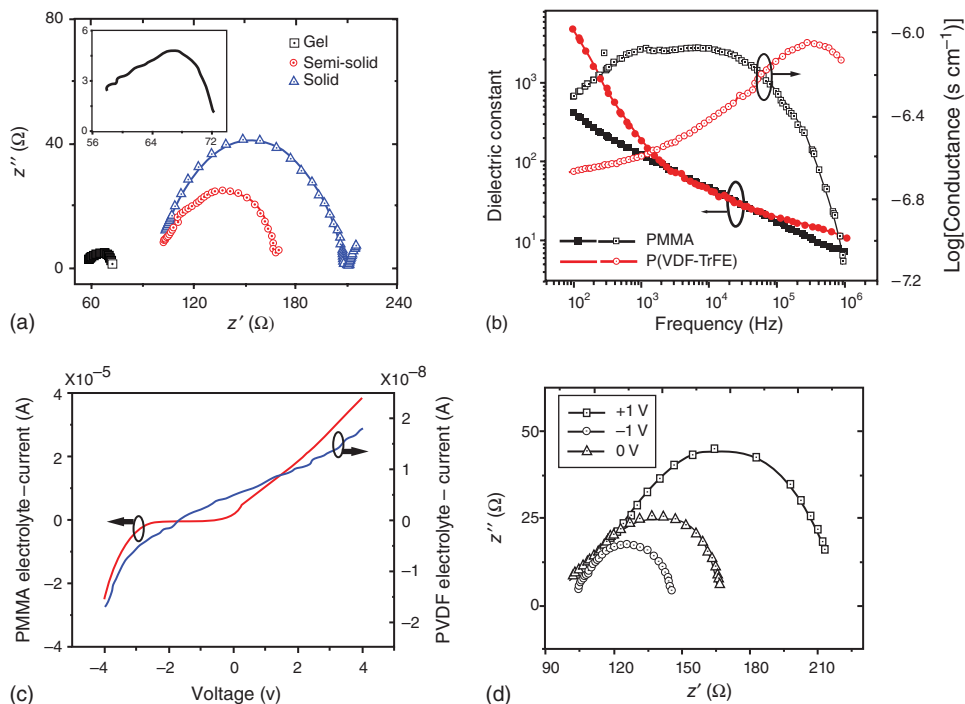 80
40
0
z′′ (Ω)
6
3
0
56
64
72
Gel
Semi-solid
Solid
60
120
180
240
z′ (Ω)
(a)
10³
10²
10¹
Dielectric constant
−6.0
−6.4
−6.8
−7.2
Log[Conductance (s cm⁻¹)
PMMA
P(VDF-TrFE)
10²
10³
10⁴
10⁵
10⁶
Frequency (Hz)
(b)
X10⁻⁵
X10⁻⁸
4
2
0
−2
−4
PMMA electrolyte–current (A)
2
1
0
−1
−2
PVDF electrolyte – current (A)
−4
−2
0
2
4
Voltage (v)
(c)
+1 V
−1 V
0 V
50
25
0
z′′ (Ω)
90
120
150
180
210
z′ (Ω)
(d)